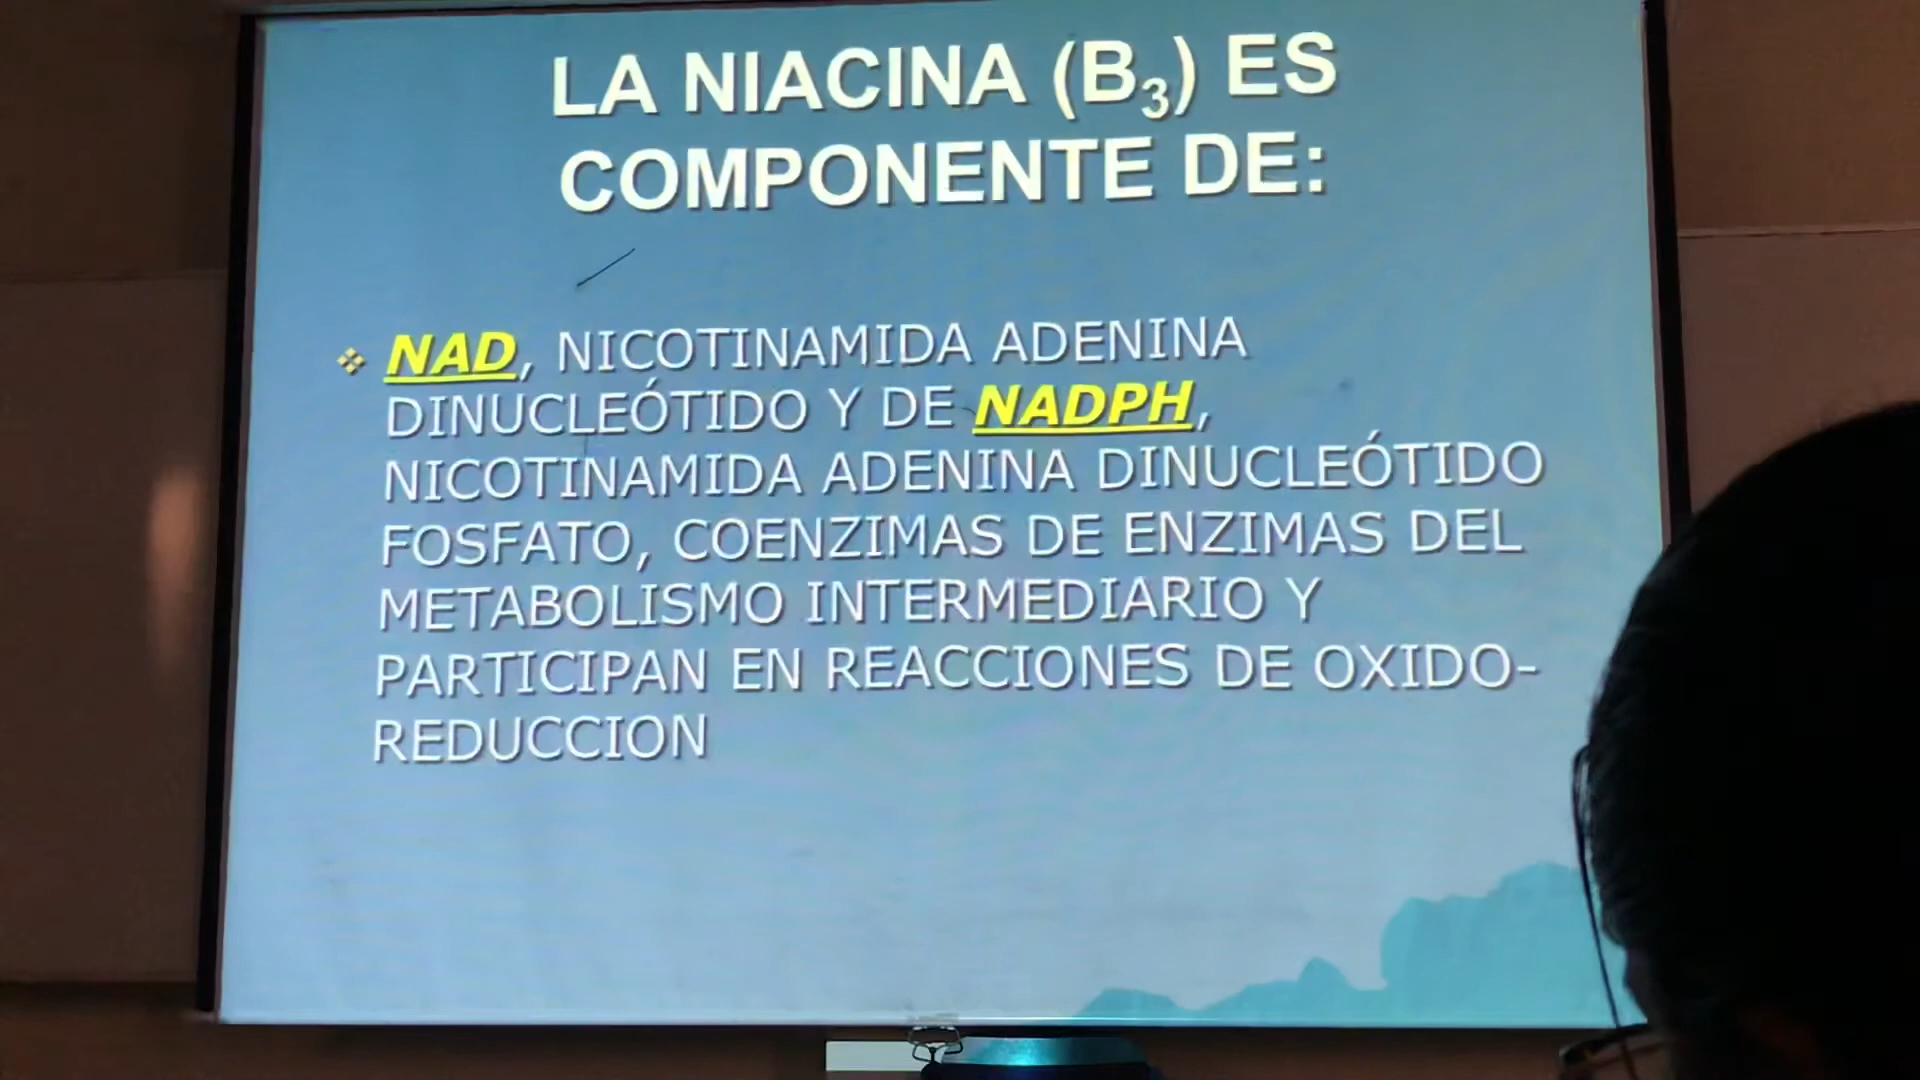 LA NIACINA (B₃) ES
COMPONENTE DE:
NAD, NICOTINAMIDA ADENINA
DINUCLEÓTIDO Y DE NADPH,
NICOTINAMIDA ADENINA DINUCLEÓTIDO
FOSFATO, COENZIMAS DE ENZIMAS DEL
METABOLISMO INTERMEDIARIO Y
PARTICIPAN EN REACCIONES DE OXIDO-
REDUCCION